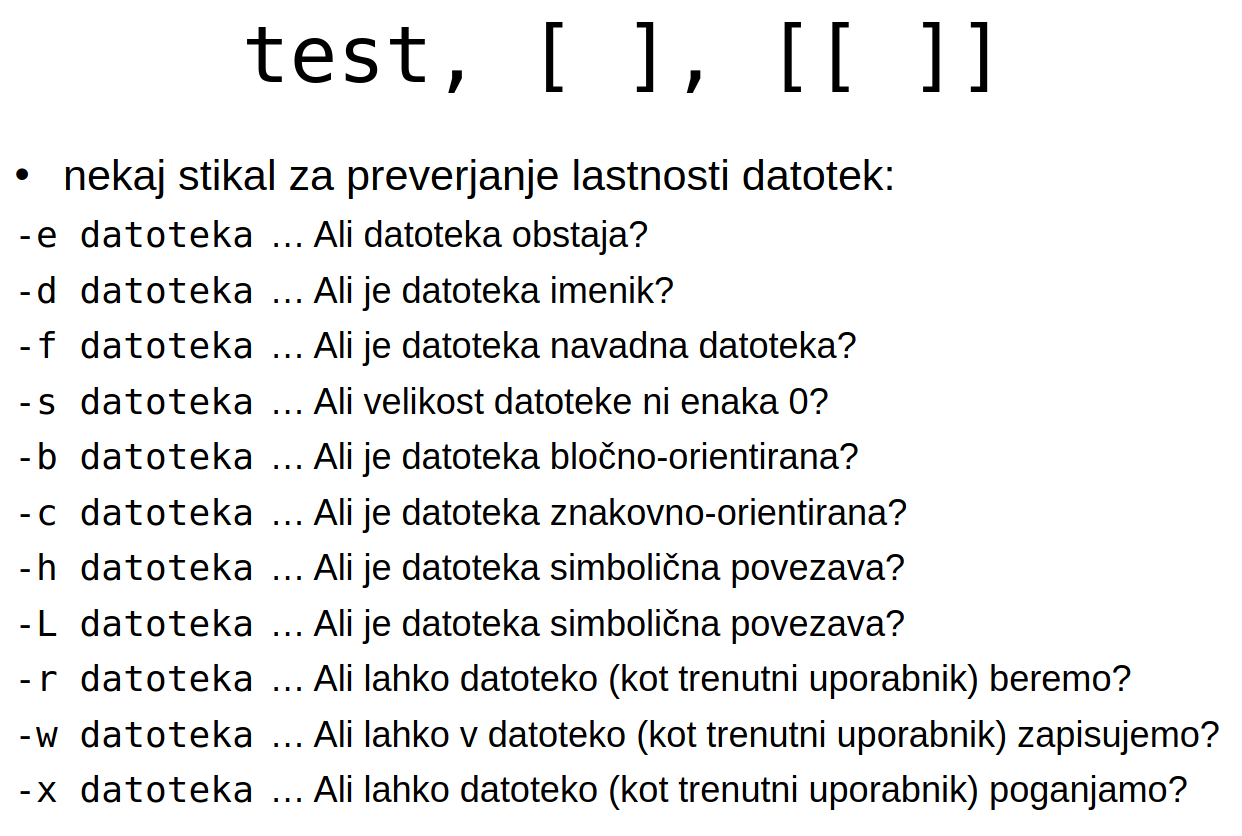 test, [ ], [[ ]]
• nekaj stikal za preverjanje lastnosti datotek:
-e datoteka … Ali datoteka obstaja?
-d datoteka … Ali je datoteka imenik?
-f datoteka … Ali je datoteka navadna datoteka?
-s datoteka … Ali velikost datoteke ni enaka 0?
-b datoteka … Ali je datoteka bločno-orientirana?
-c datoteka … Ali je datoteka znakovno-orientirana?
-h datoteka … Ali je datoteka simbolična povezava?
-L datoteka … Ali je datoteka simbolična povezava?
-r datoteka … Ali lahko datoteko (kot trenutni uporabnik) beremo?
-w datoteka … Ali lahko v datoteko (kot trenutni uporabnik) zapisujemo?
-x datoteka … Ali lahko datoteko (kot trenutni uporabnik) poganjamo?